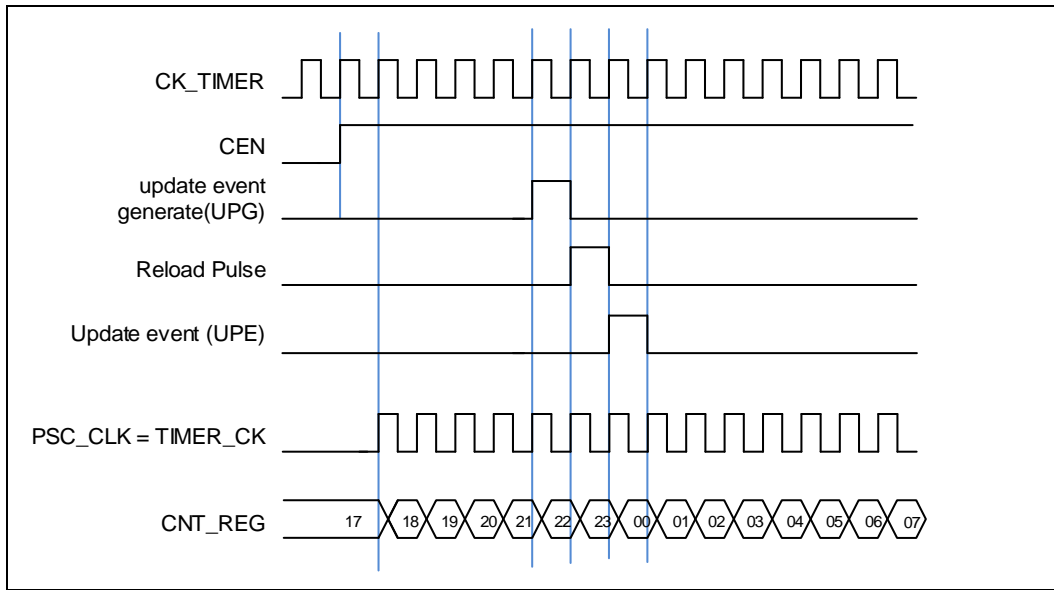 CK_TIMER
CEN
update event
generate(UPG)
Reload Pulse
Update event (UPE)
PSC_CLK = TIMER_CK
CNT_REG 17 18 19 20 21 22 23 00 01 02 03 04 05 06 07